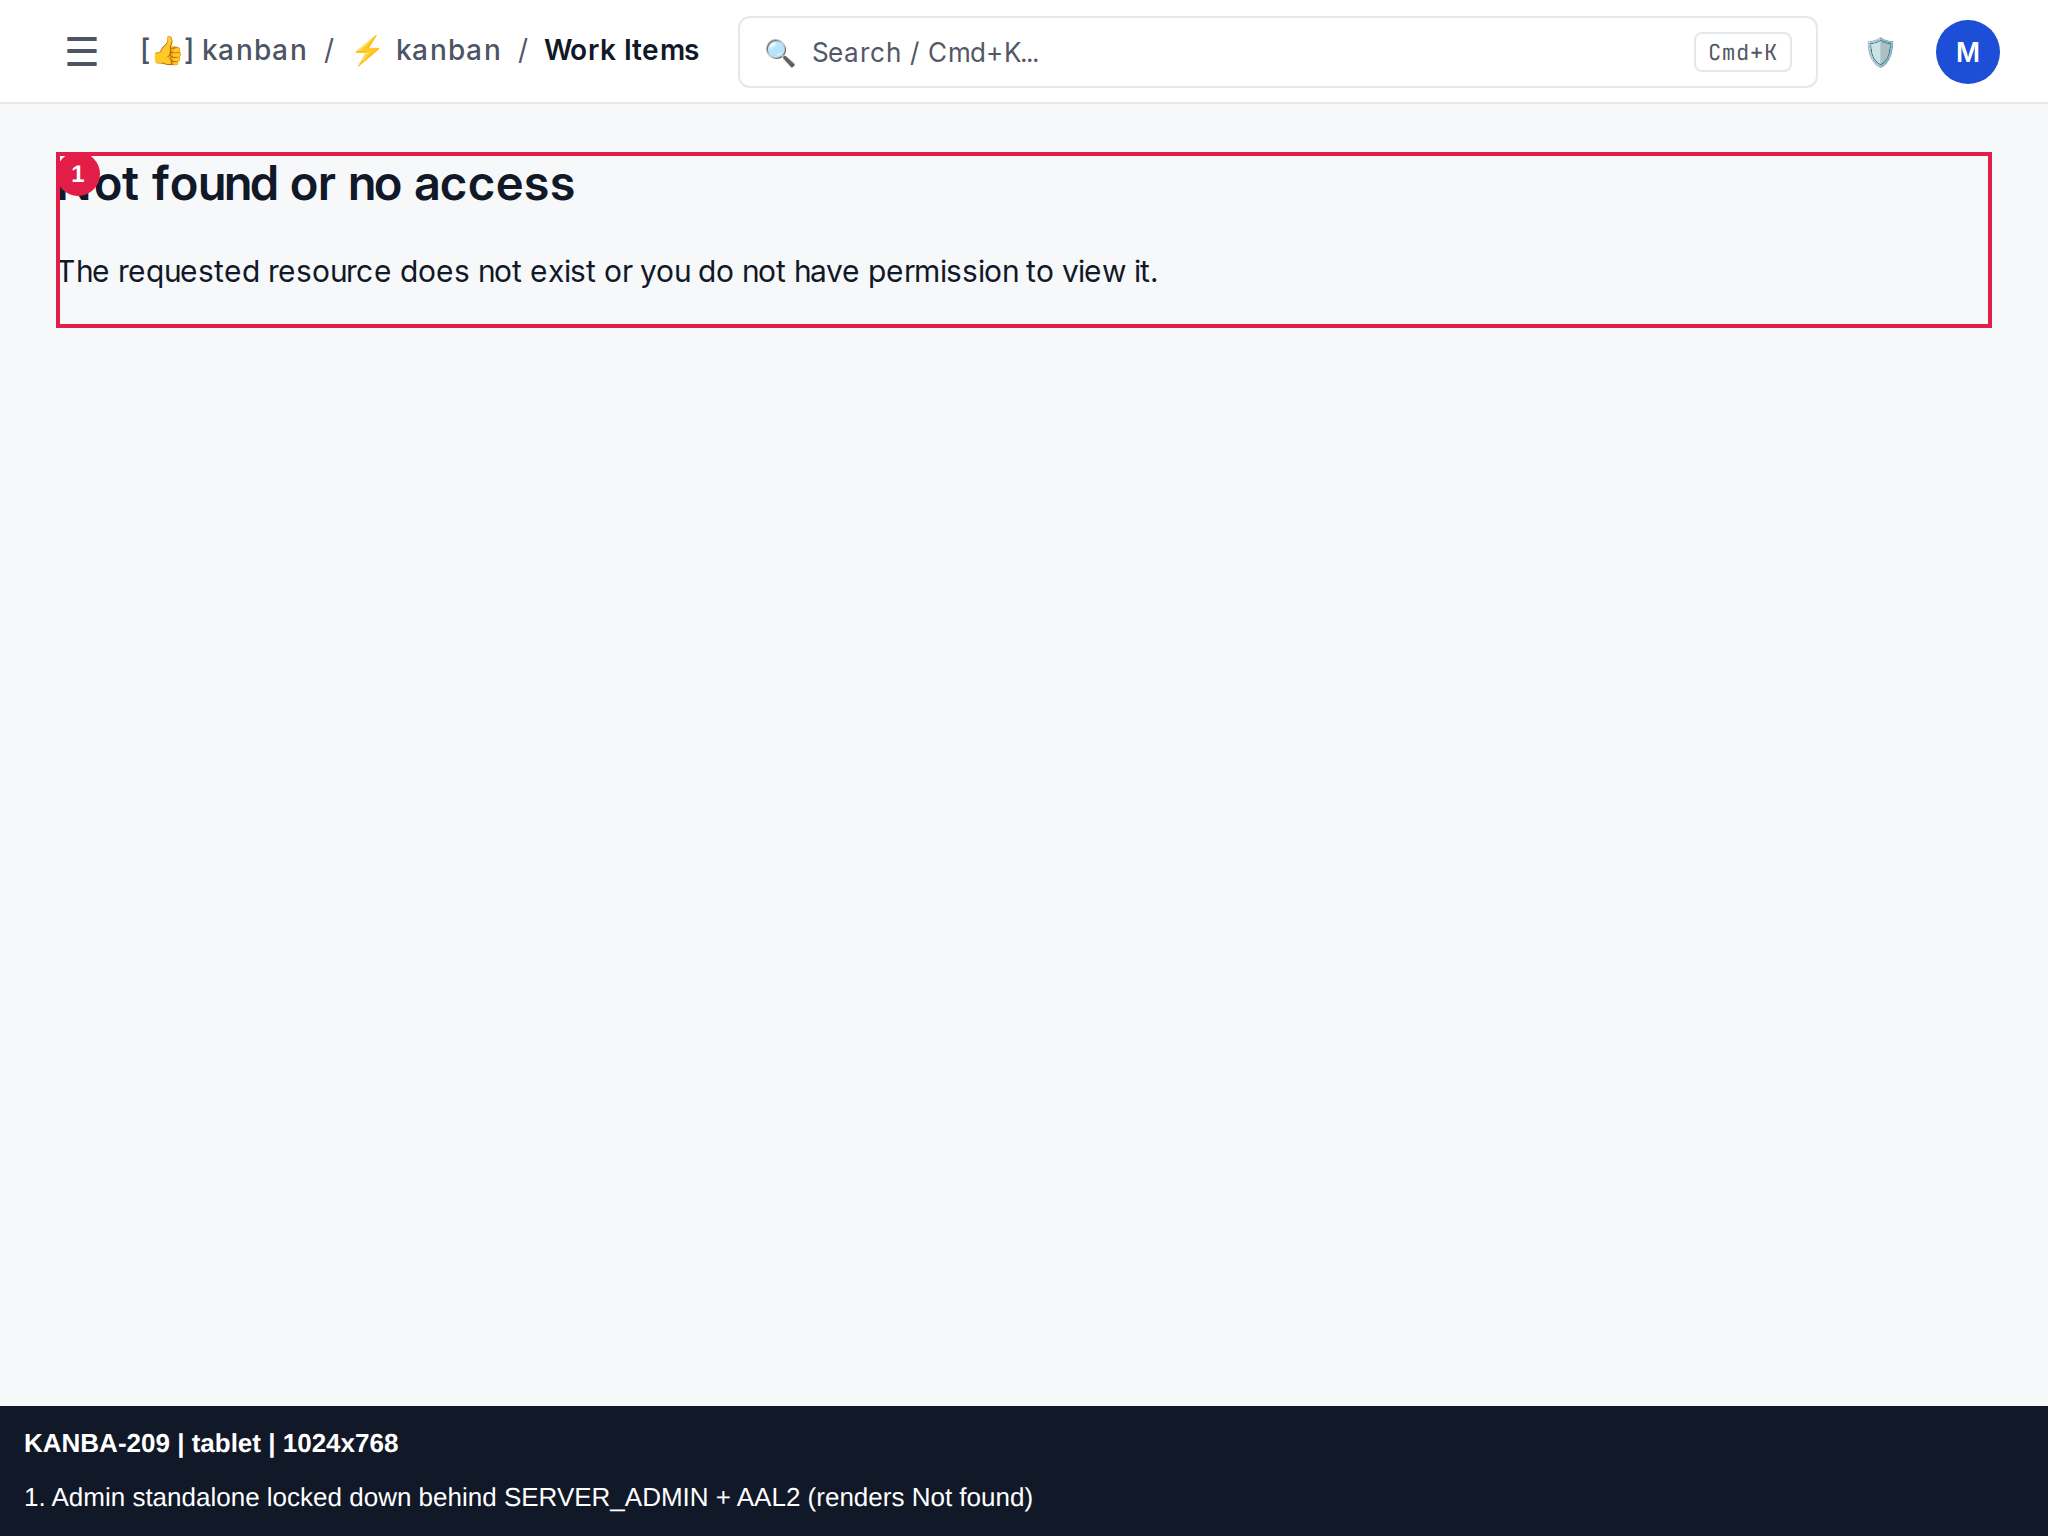 ☰ [👍] kanban / ⚡ kanban / Work Items
🔍 Search / Cmd+K... Cmd+K
M
1
Not found or no access
The requested resource does not exist or you do not have permission to view it.
KANBA-209 | tablet | 1024x768
1. Admin standalone locked down behind SERVER_ADMIN + AAL2 (renders Not found)